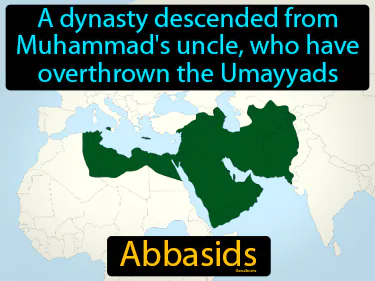 A dynasty descended from
Muhammad's uncle, who have
overthrown the Umayyads
Abbasids